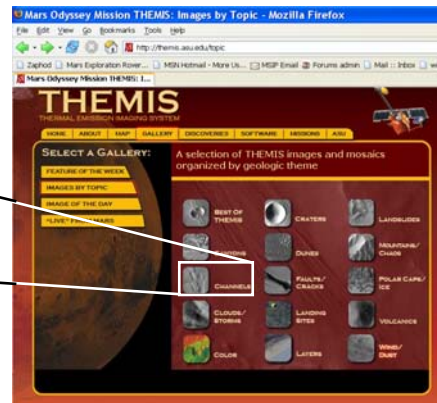 Mars Odyssey Mission THEMIS: Images by Topic - Mozilla Firefox
File Edit View Go Bookmarks Tools Help
http://themis.asu.edu/topic
Zaphod Mars Exploration Rover... MSN Hotmail - More Us... MSIP Email Forums admin Mail :: Inbox
Mars Odyssey Mission THEMIS: I...
THEMIS
THERMAL EMISSION IMAGING SYSTEM
HOME ABOUT MAP GALLERY DISCOVERIES SOFTWARE MISSIONS ASU
SELECT A GALLERY:
FEATURE OF THE WEEK
IMAGES BY TOPIC
IMAGE OF THE DAY
"LIVE" FROM MARS
A selection of THEMIS images and mosaics
organized by geologic theme
BEST OF
THEMIS
CRATERS
LANDSLIDES
CANYONS
DUNES
MOUNTAINS/
CHAOS
CHANNELS
FAULTS/
CRACKS
POLAR CAPS/
ICE
CLOUDS/
STORMS
LANDING
SITES
VOLCANICS
COLOR
LAYERS
WIND/
DUST